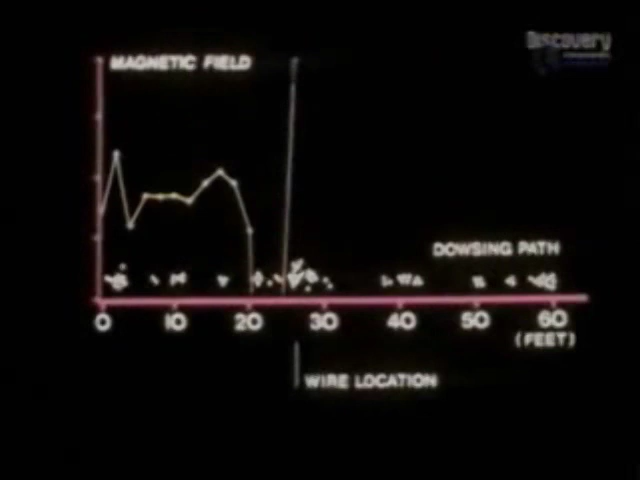 Discovery
MAGNETIC FIELD
DOWSING PATH
0 10 20 30 40 50 60
(FEET)
WIRE LOCATION